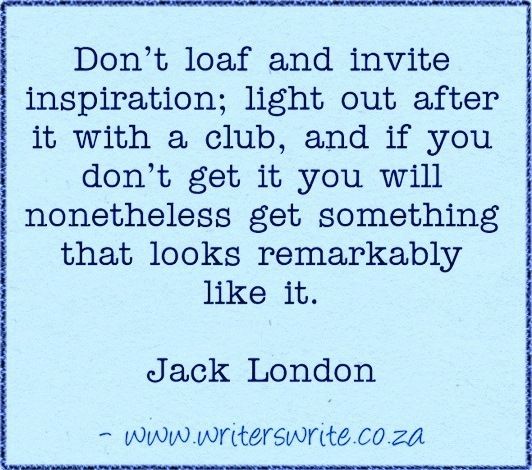 Don't loaf and invite
inspiration; light out after
it with a club, and if you
don't get it you will
nonetheless get something
that looks remarkably
like it.
Jack London
- www.writerswrite.co.za